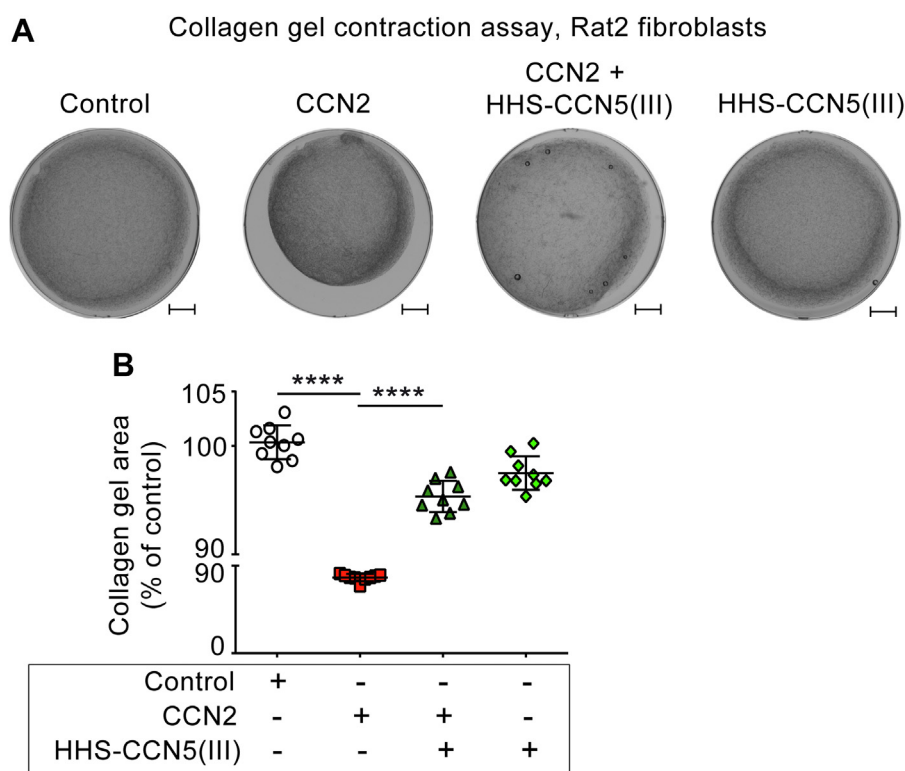 A
Collagen gel contraction assay, Rat2 fibroblasts
Control
CCN2
CCN2 +
HHS-CCN5(III)
HHS-CCN5(III)
B
Collagen gel area
(% of control)
105
100
90
90
0
****
****
Control + - - -
CCN2 - + + -
HHS-CCN5(III) - - + +